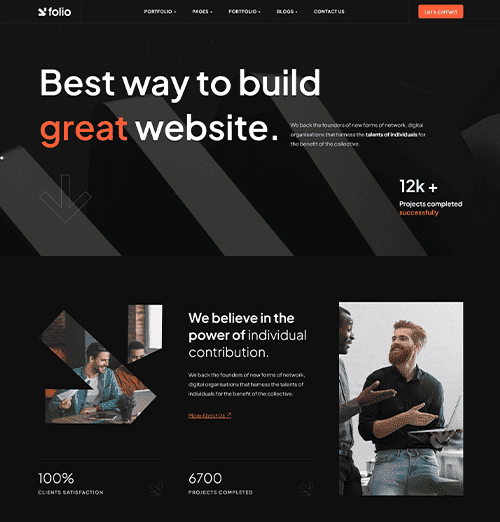 folio
PORTFOLIO
PAGES
PORTFOLIO
BLOGS
CONTACT US
Let's contact
Best way to build
great website.
We back the founders of new forms of network, digital
organisations that harness the talents of individuals for
the benefit of the collective.
12k +
Projects completed
successfully
We believe in the
power of individual
contribution.
We back the founders of new forms of network,
digital organisations that harness the talents of
individuals for the benefit of the collective.
More About Us
100%
CLIENTS SATISFACTION
6700
PROJECTS COMPLETED